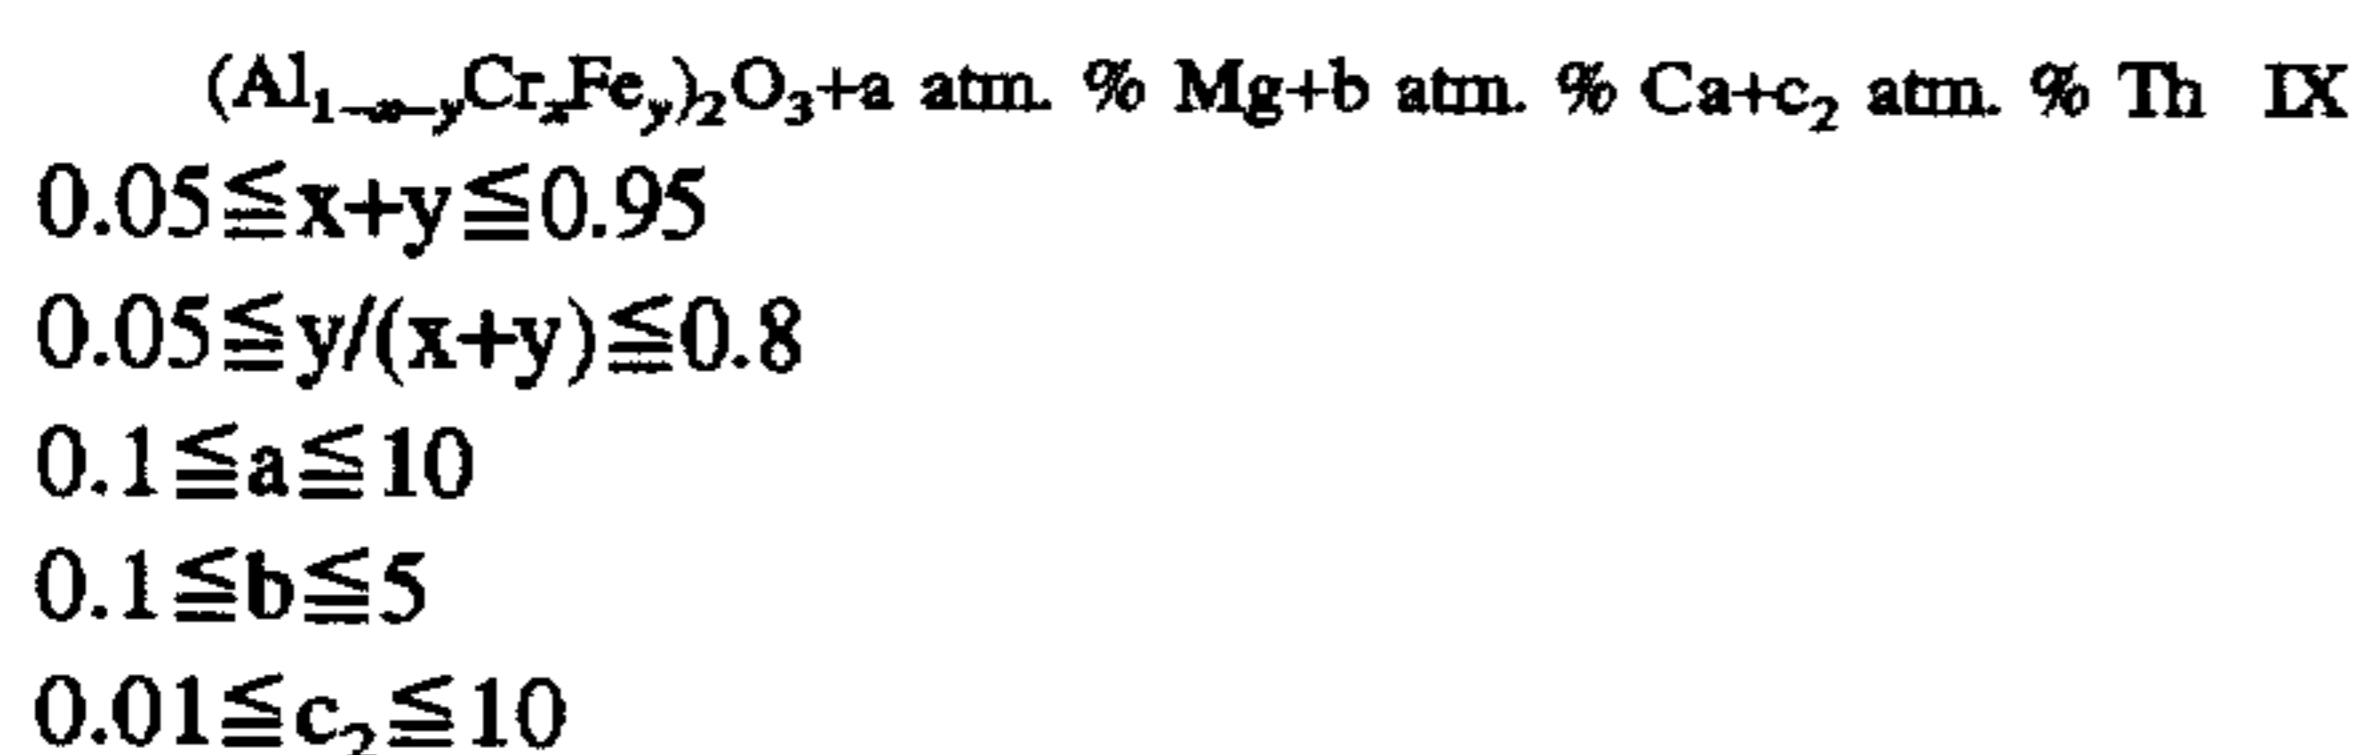 (Al₁₋ₓ₋yCrₓFey)₂O₃+a atm. % Mg+b atm. % Ca+c₂ atm. % Th IX
0.05≦x+y≦0.95
0.05≦y/(x+y)≦0.8
0.1≦a≦10
0.1≦b≦5
0.01≦c₂≦10